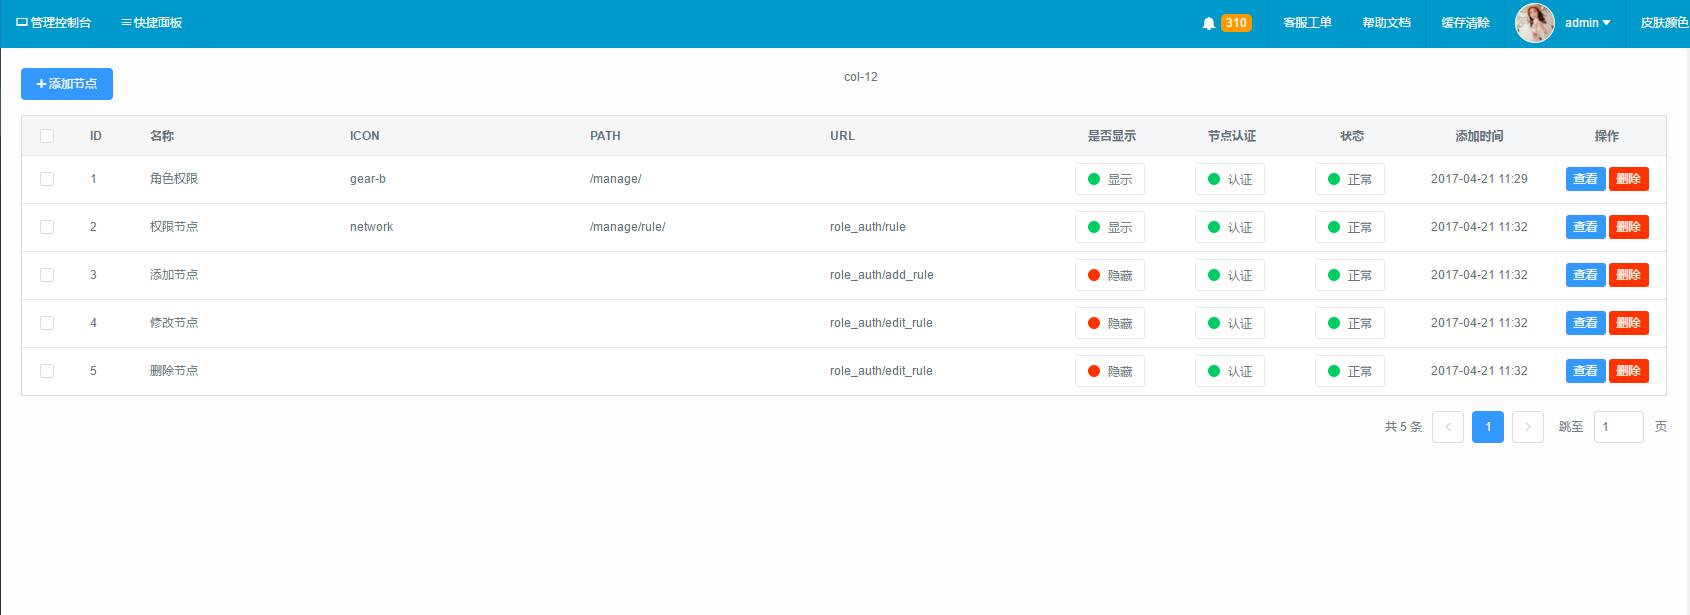 管理控制台 快捷面板 310 客服工单 帮助文档 缓存清除 admin 皮肤颜色
添加节点 col-12
ID 名称 ICON PATH URL 是否显示 节点认证 状态 添加时间 操作
1 角色权限 gear-b /manage/ 显示 认证 正常 2017-04-21 11:29 查看 删除
2 权限节点 network /manage/rule/ role_auth/rule 显示 认证 正常 2017-04-21 11:32 查看 删除
3 添加节点 role_auth/add_rule 隐藏 认证 正常 2017-04-21 11:32 查看 删除
4 修改节点 role_auth/edit_rule 隐藏 认证 正常 2017-04-21 11:32 查看 删除
5 删除节点 role_auth/edit_rule 隐藏 认证 正常 2017-04-21 11:32 查看 删除
共 5 条 1 跳至 1 页